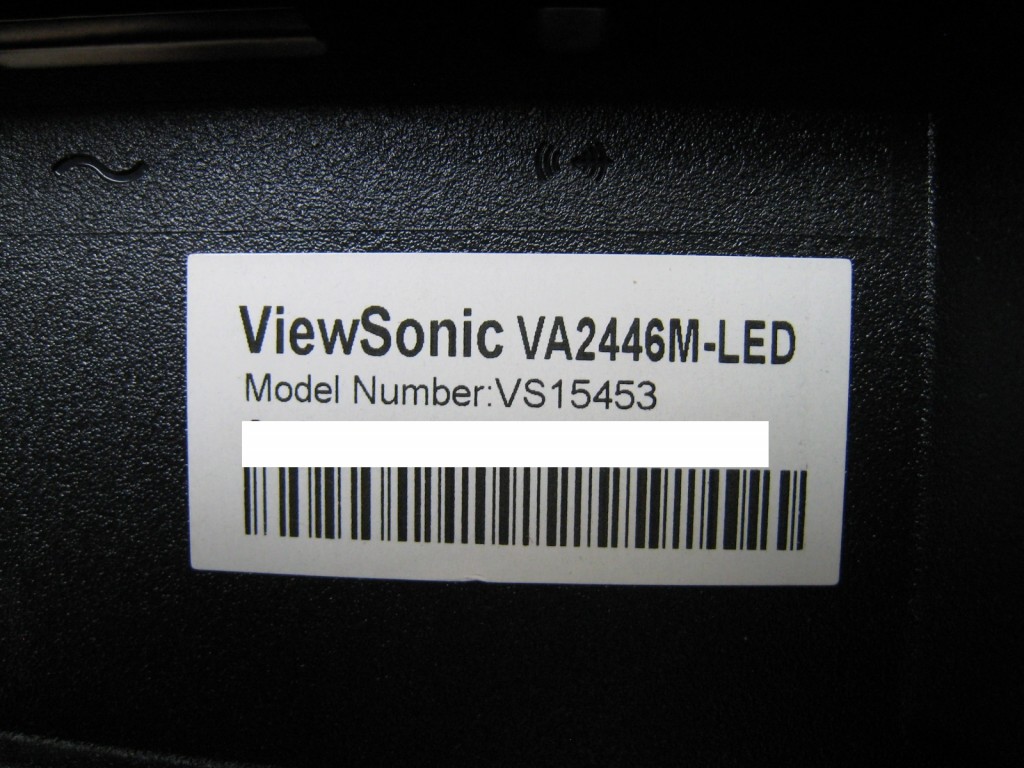 ViewSonic VA2446M-LED
Model Number:VS15453